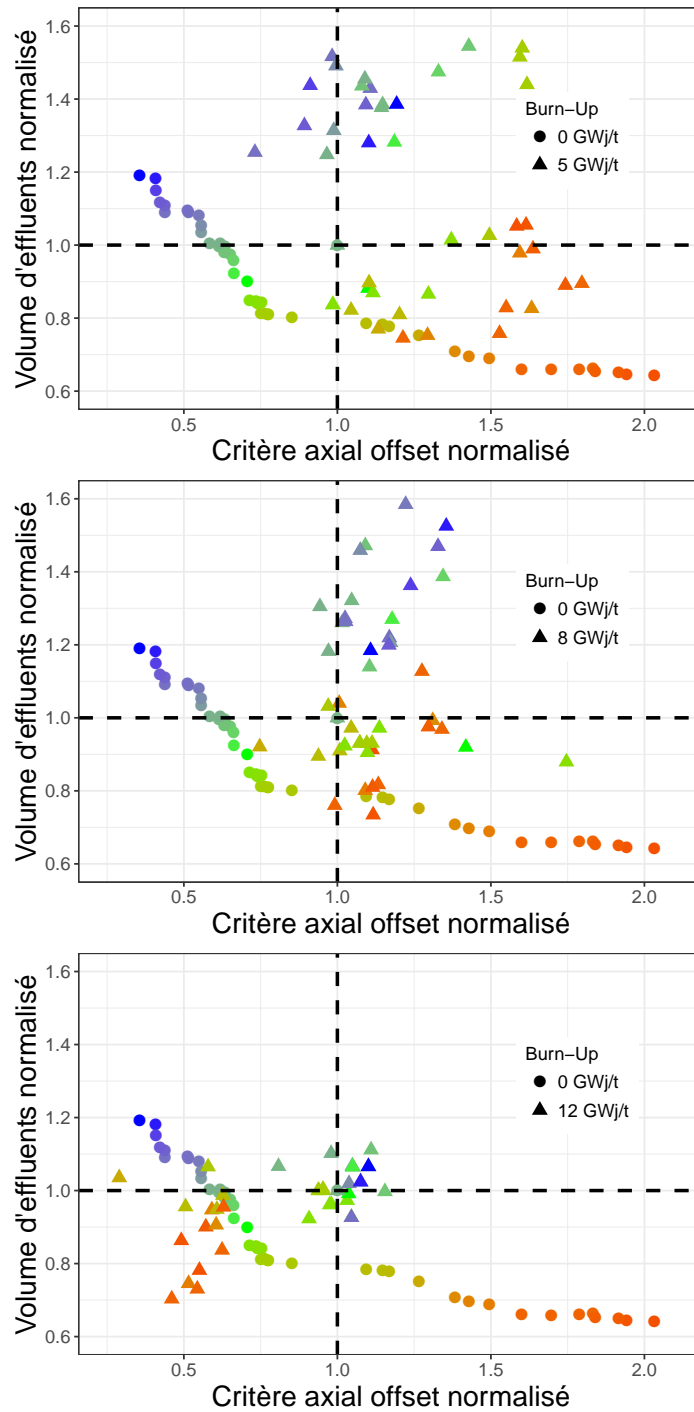 Volume d'effluents normalisé
1.6
1.4
1.2
1.0
0.8
0.6
Burn−Up
0 GWj/t
5 GWj/t
0.5 1.0 1.5 2.0
Critère axial offset normalisé
Volume d'effluents normalisé
1.6
1.4
1.2
1.0
0.8
0.6
Burn−Up
0 GWj/t
8 GWj/t
0.5 1.0 1.5 2.0
Critère axial offset normalisé
Volume d'effluents normalisé
1.6
1.4
1.2
1.0
0.8
0.6
Burn−Up
0 GWj/t
12 GWj/t
0.5 1.0 1.5 2.0
Critère axial offset normalisé